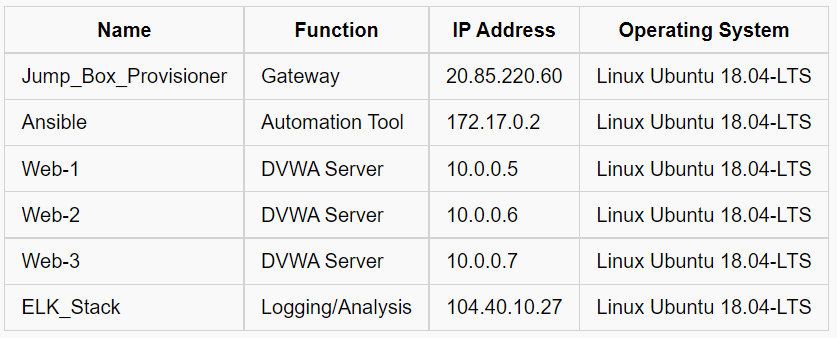 Name Function IP Address Operating System
Jump_Box_Provisioner Gateway 20.85.220.60 Linux Ubuntu 18.04-LTS
Ansible Automation Tool 172.17.0.2 Linux Ubuntu 18.04-LTS
Web-1 DVWA Server 10.0.0.5 Linux Ubuntu 18.04-LTS
Web-2 DVWA Server 10.0.0.6 Linux Ubuntu 18.04-LTS
Web-3 DVWA Server 10.0.0.7 Linux Ubuntu 18.04-LTS
ELK_Stack Logging/Analysis 104.40.10.27 Linux Ubuntu 18.04-LTS